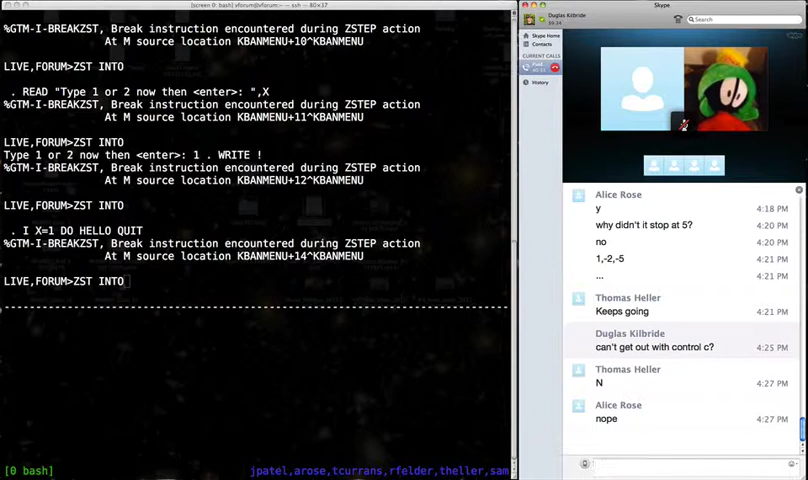 [screen 0: bash] vforum@vforum:~ — ssh — 80×37
%GTM-I-BREAKZST, Break instruction encountered during ZSTEP action
At M source location KBANMENU+10^KBANMENU
LIVE,FORUM>ZST INTO
. READ "Type 1 or 2 now then <enter>: ",X
%GTM-I-BREAKZST, Break instruction encountered during ZSTEP action
At M source location KBANMENU+11^KBANMENU
LIVE,FORUM>ZST INTO
Type 1 or 2 now then <enter>: 1 . WRITE !
%GTM-I-BREAKZST, Break instruction encountered during ZSTEP action
At M source location KBANMENU+12^KBANMENU
LIVE,FORUM>ZST INTO
. I X=1 DO HELLO QUIT
%GTM-I-BREAKZST, Break instruction encountered during ZSTEP action
At M source location KBANMENU+14^KBANMENU
LIVE,FORUM>ZST INTO
[0 bash]
jpatel,arose,tcurrans,rfelder,theller,sam
Skype
Duglas Kilbride
$9.34
Search
Skype Home
Contacts
CURRENT CALLS
History
Alice Rose
y
4:18 PM
why didn't it stop at 5?
4:20 PM
no
4:20 PM
1,-2,-5
4:21 PM
...
4:21 PM
Thomas Heller
Keeps going
4:21 PM
Duglas Kilbride
can't get out with control c?
4:25 PM
Thomas Heller
N
4:27 PM
Alice Rose
nope
4:27 PM